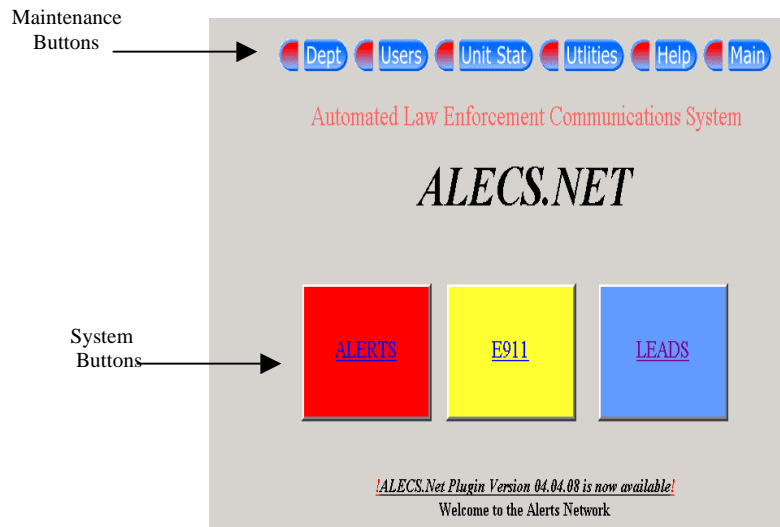 Maintenance
Buttons
Dept Users Unit Stat Utlities Help Main
Automated Law Enforcement Communications System
ALECS.NET
System
Buttons
ALERTS E911 LEADS
!ALECS.Net Plugin Version 04.04.08 is now available!
Welcome to the Alerts Network